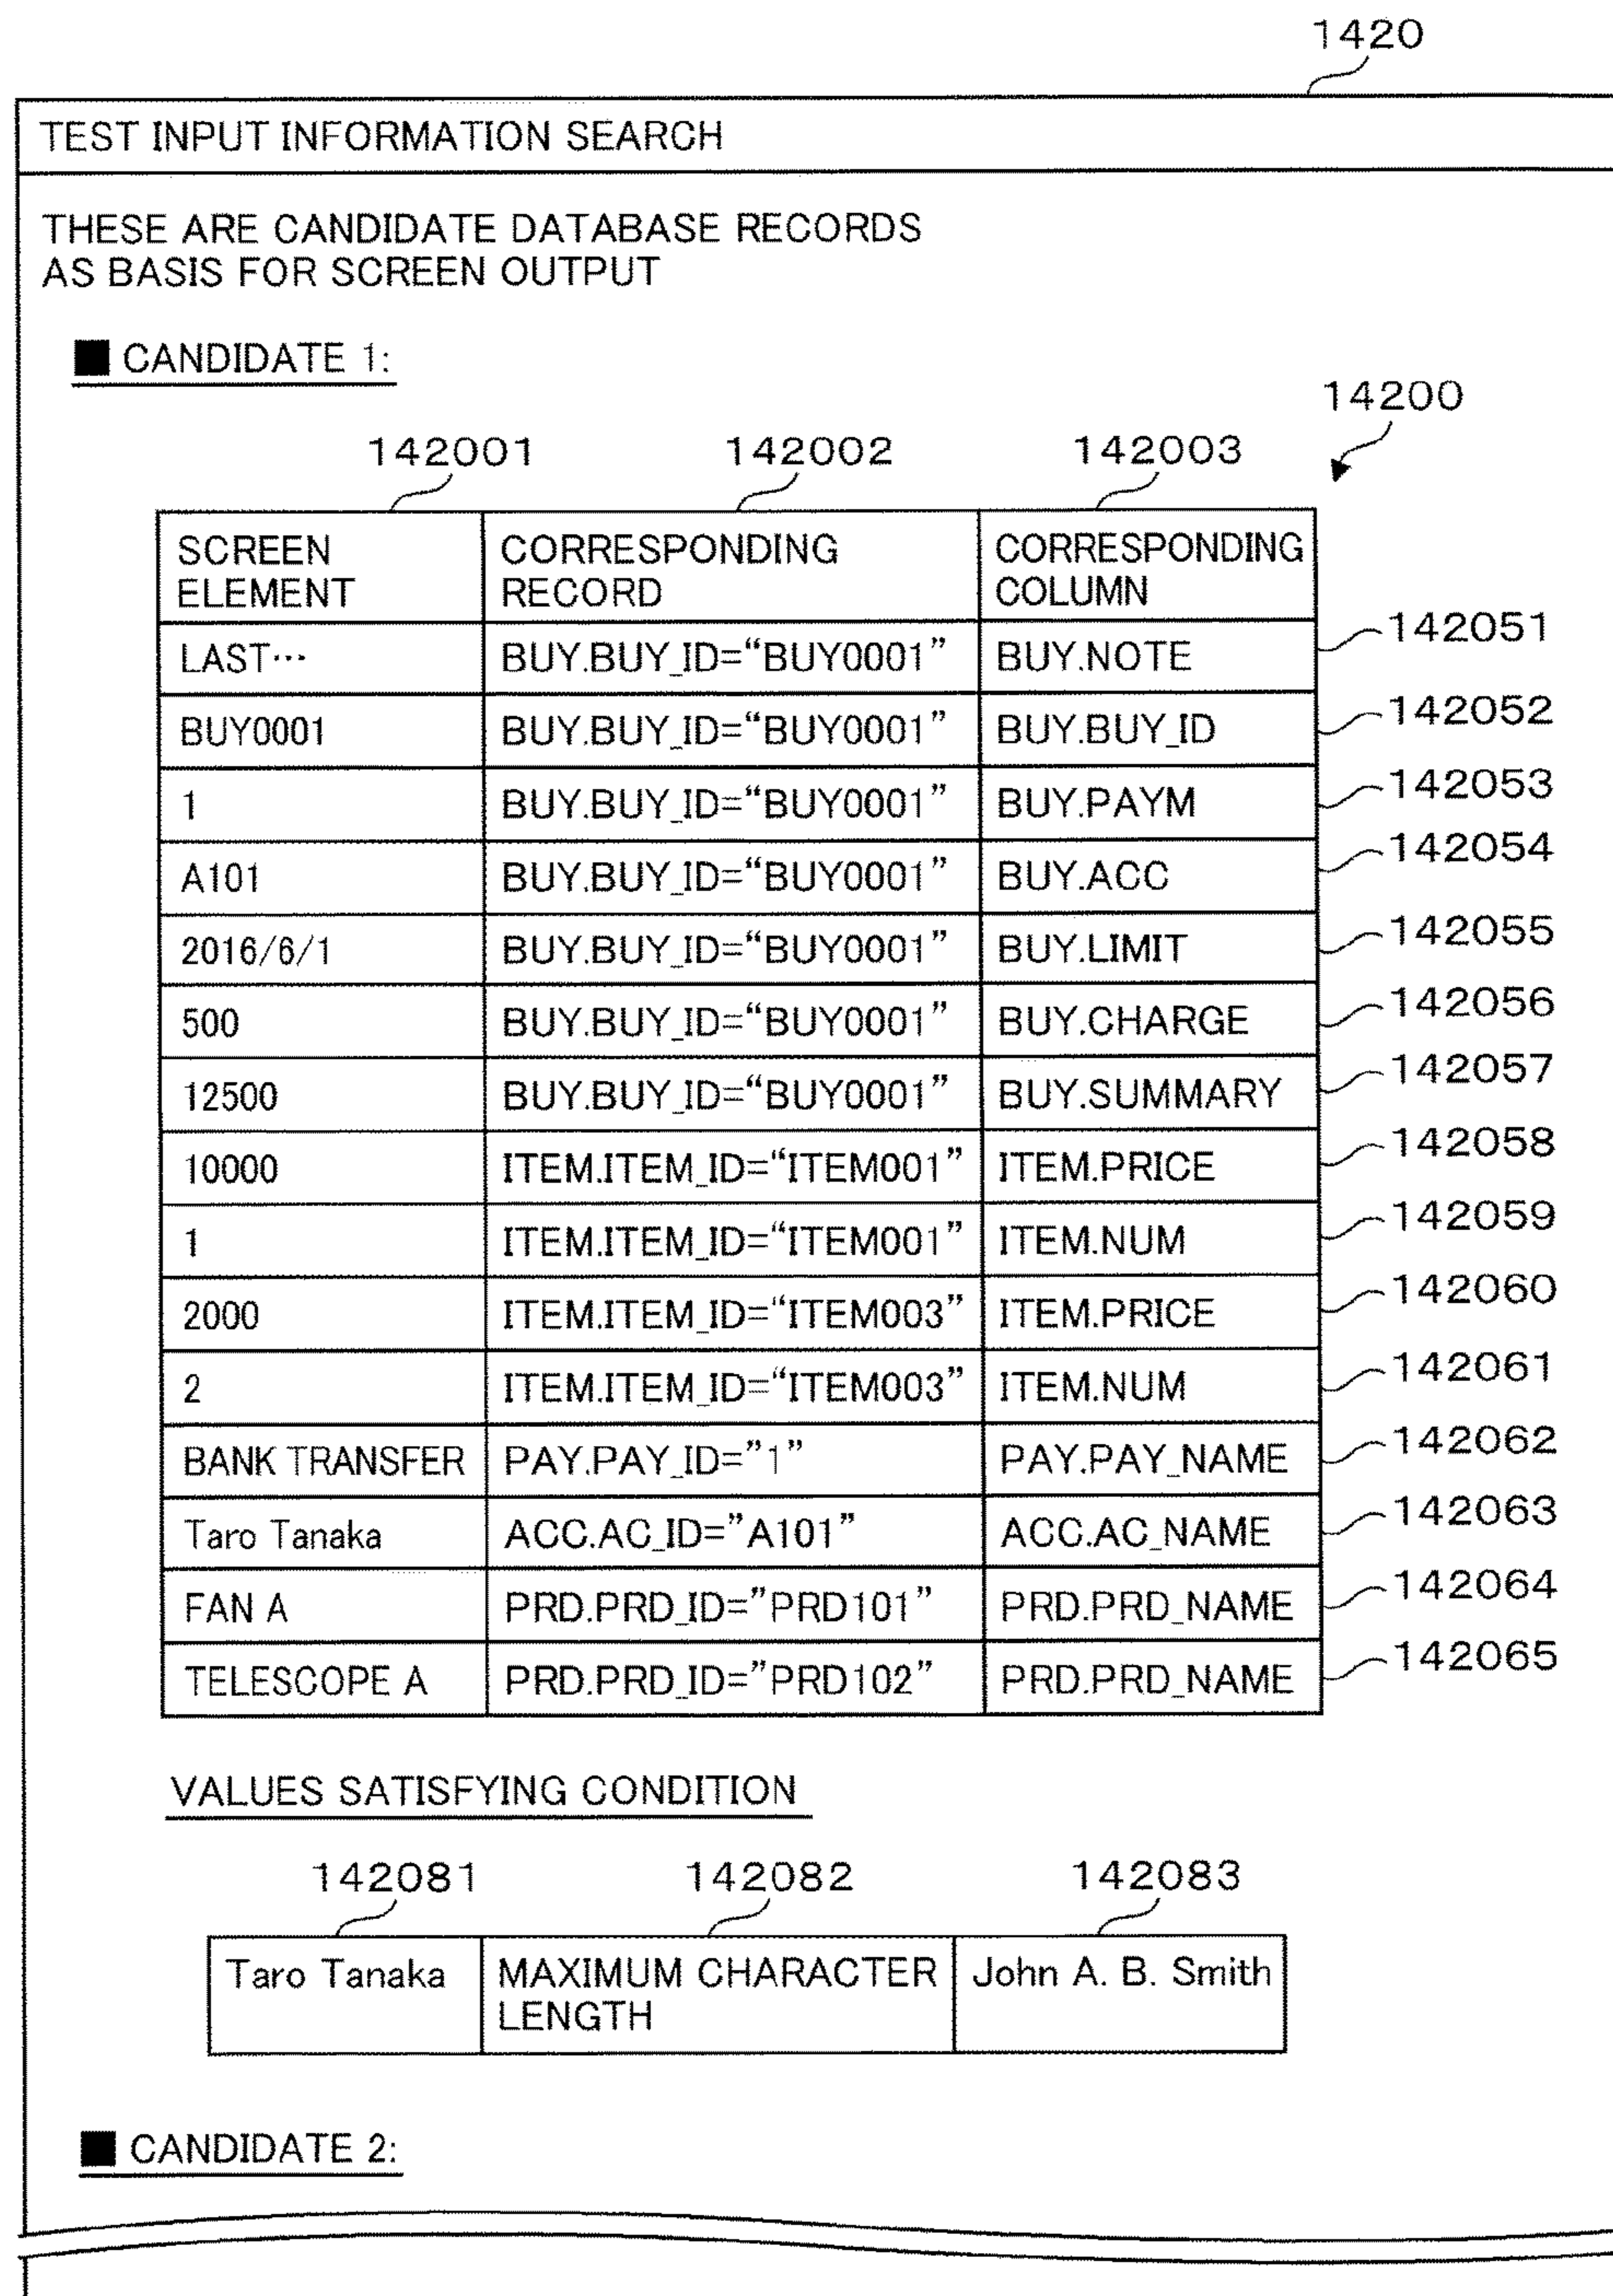 1420
TEST INPUT INFORMATION SEARCH
THESE ARE CANDIDATE DATABASE RECORDS
AS BASIS FOR SCREEN OUTPUT
■ CANDIDATE 1:
14200
142001 142002 142003
SCREEN ELEMENT CORRESPONDING RECORD CORRESPONDING COLUMN
LAST··· BUY.BUY_ID=“BUY0001” BUY.NOTE 142051
BUY0001 BUY.BUY_ID=“BUY0001” BUY.BUY_ID 142052
1 BUY.BUY_ID=“BUY0001” BUY.PAYM 142053
A101 BUY.BUY_ID=“BUY0001” BUY.ACC 142054
2016/6/1 BUY.BUY_ID=“BUY0001” BUY.LIMIT 142055
500 BUY.BUY_ID=“BUY0001” BUY.CHARGE 142056
12500 BUY.BUY_ID=“BUY0001” BUY.SUMMARY 142057
10000 ITEM.ITEM_ID=“ITEM001” ITEM.PRICE 142058
1 ITEM.ITEM_ID=“ITEM001” ITEM.NUM 142059
2000 ITEM.ITEM_ID=“ITEM003” ITEM.PRICE 142060
2 ITEM.ITEM_ID=“ITEM003” ITEM.NUM 142061
BANK TRANSFER PAY.PAY_ID=”1” PAY.PAY_NAME 142062
Taro Tanaka ACC.AC_ID=”A101” ACC.AC_NAME 142063
FAN A PRD.PRD_ID=”PRD101” PRD.PRD_NAME 142064
TELESCOPE A PRD.PRD_ID=”PRD102” PRD.PRD_NAME 142065
VALUES SATISFYING CONDITION
142081 142082 142083
Taro Tanaka MAXIMUM CHARACTER LENGTH John A. B. Smith
■ CANDIDATE 2: